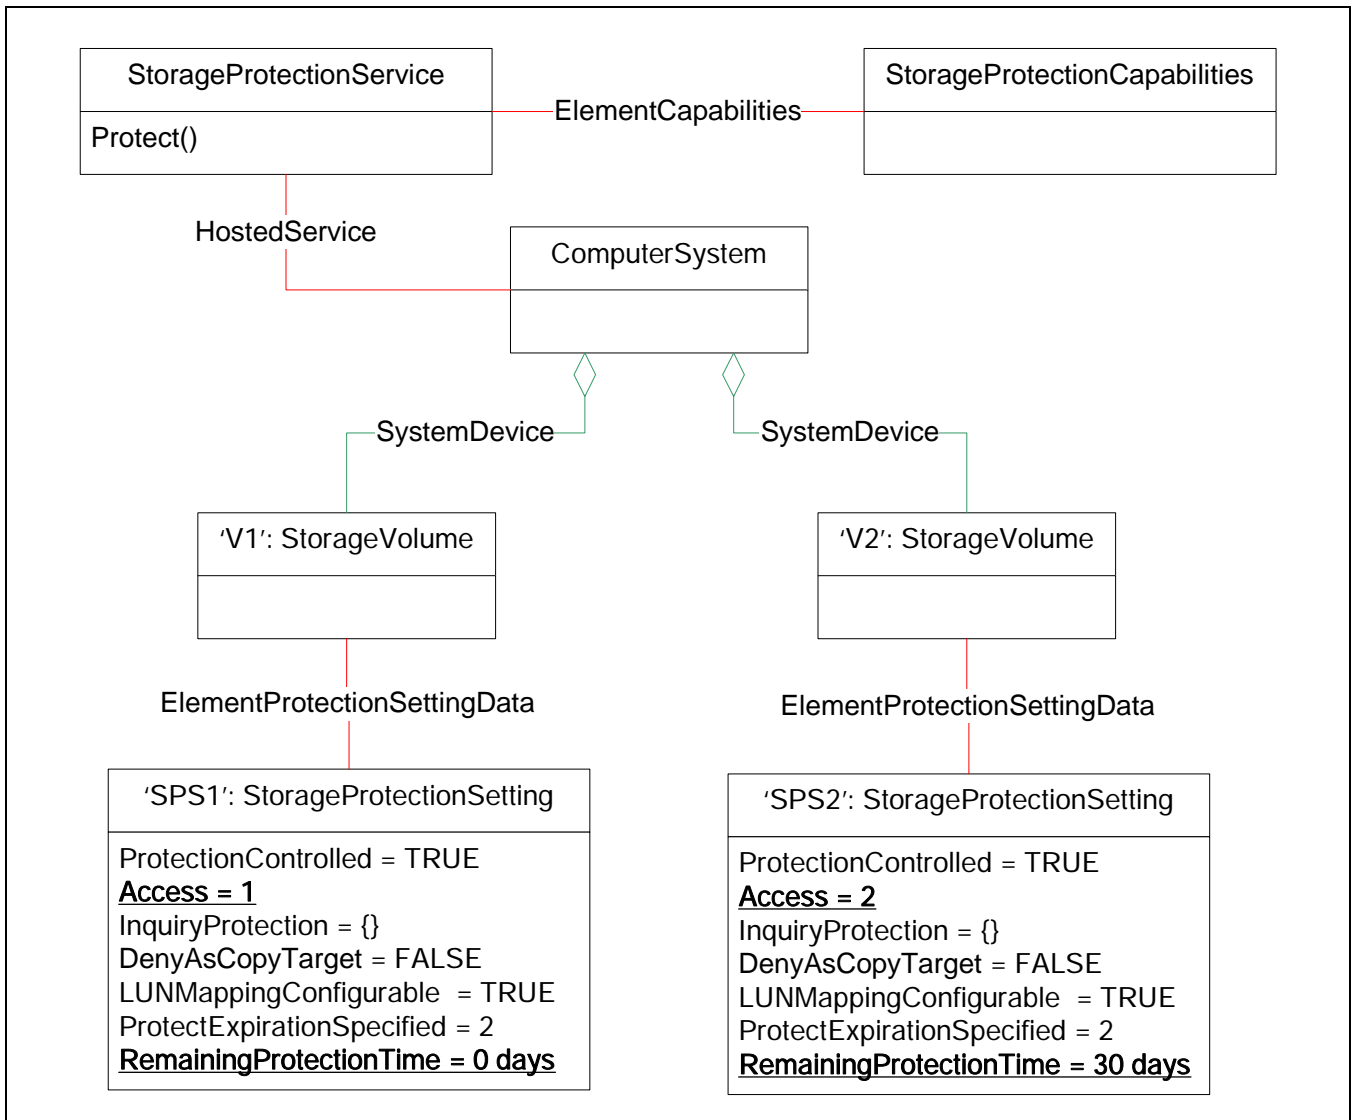 StorageProtectionService
Protect()
ElementCapabilities
StorageProtectionCapabilities
HostedService
ComputerSystem
SystemDevice
SystemDevice
‘V1’: StorageVolume
‘V2’: StorageVolume
ElementProtectionSettingData
ElementProtectionSettingData
‘SPS1’: StorageProtectionSetting
ProtectionControlled = TRUE
Access = 1
InquiryProtection = {}
DenyAsCopyTarget = FALSE
LUNMappingConfigurable = TRUE
ProtectExpirationSpecified = 2
RemainingProtectionTime = 0 days
‘SPS2’: StorageProtectionSetting
ProtectionControlled = TRUE
Access = 2
InquiryProtection = {}
DenyAsCopyTarget = FALSE
LUNMappingConfigurable = TRUE
ProtectExpirationSpecified = 2
RemainingProtectionTime = 30 days